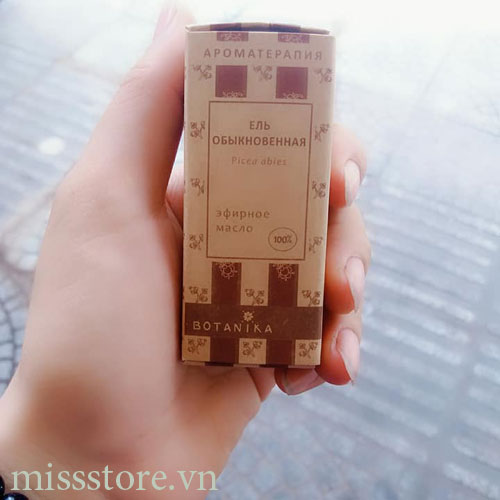 АРОМАТЕРАПИЯ
ЕЛЬ
ОБЫКНОВЕННАЯ
Picea abies
эфирное
масло
100%
BOTANIKA
missstore.vn